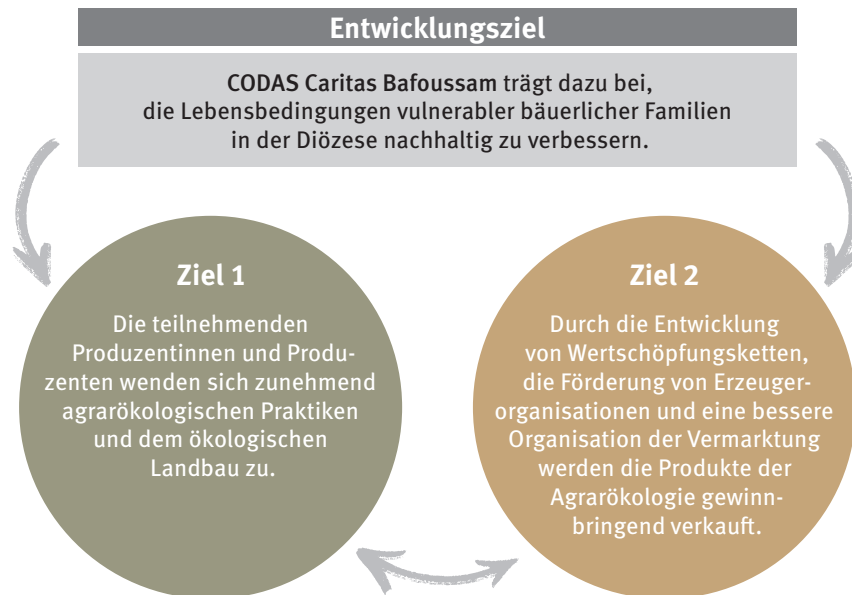 Entwicklungsziel
CODAS Caritas Bafoussam trägt dazu bei,
die Lebensbedingungen vulnerabler bäuerlicher Familien
in der Diözese nachhaltig zu verbessern.
Ziel 1
Die teilnehmenden
Produzentinnen und Produ-
zenten wenden sich zunehmend
agrarökologischen Praktiken
und dem ökologischen
Landbau zu.
Ziel 2
Durch die Entwicklung
von Wertschöpfungsketten,
die Förderung von Erzeuger-
organisationen und eine bessere
Organisation der Vermarktung
werden die Produkte der
Agrarökologie gewinn-
bringend verkauft.